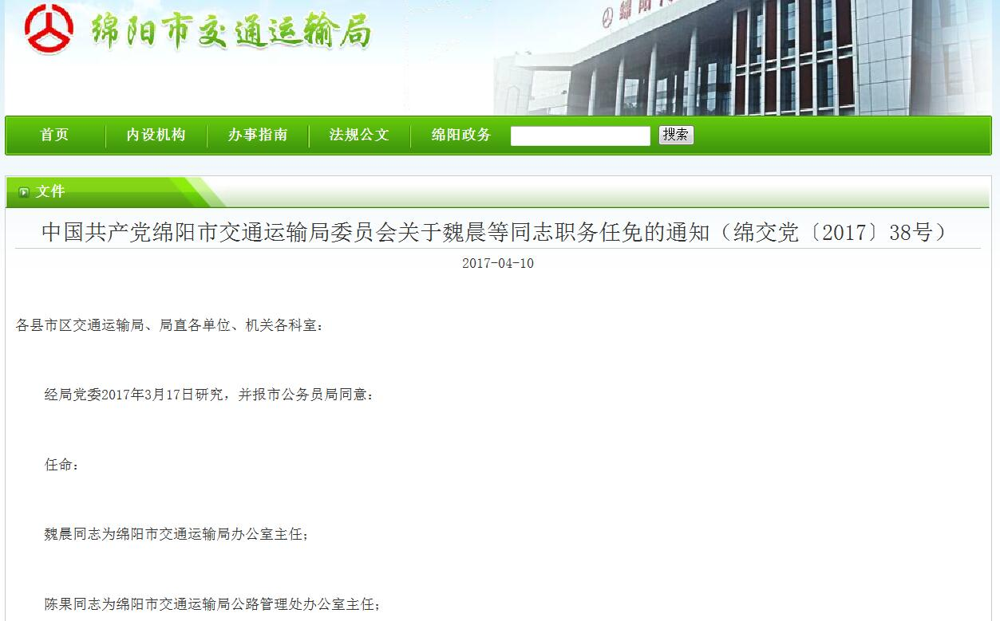 绵阳市交通运输局
首页 内设机构 办事指南 法规公文 绵阳政务 搜索
文件
中国共产党绵阳市交通运输局委员会关于魏晨等同志职务任免的通知（绵交党〔2017〕38号）
2017-04-10
各县市区交通运输局、局直各单位、机关各科室：
经局党委2017年3月17日研究，并报市公务员局同意：
任命：
魏晨同志为绵阳市交通运输局办公室主任；
陈果同志为绵阳市交通运输局公路管理处办公室主任；